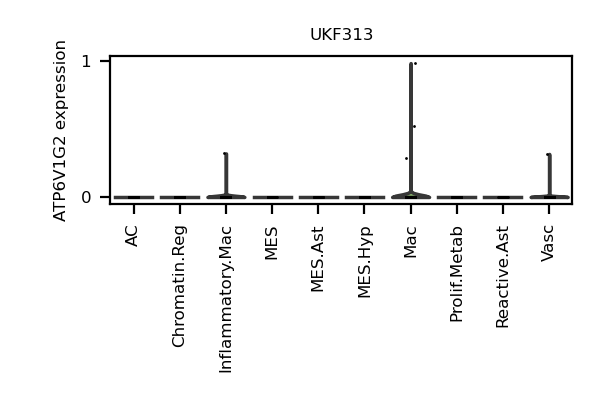 UKF313
ATP6V1G2 expression
1
0
AC
Chromatin.Reg
Inflammatory.Mac
MES
MES.Ast
MES.Hyp
Mac
Prolif.Metab
Reactive.Ast
Vasc